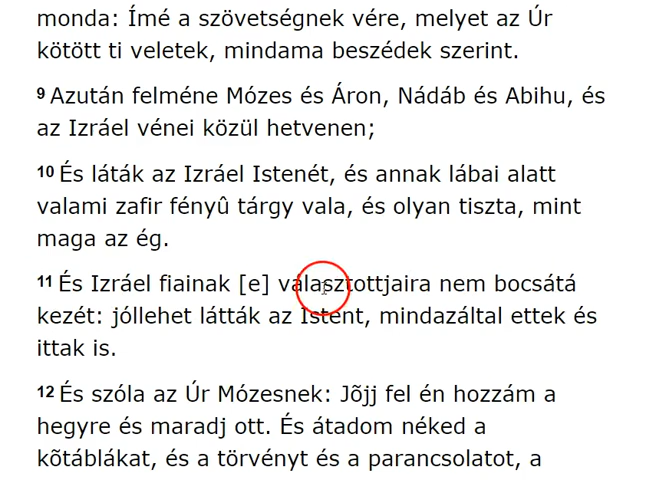 monda: Ímé a szövetségnek vére, melyet az Úr
kötött ti veletek, mindama beszédek szerint.
9 Azután felméne Mózes és Áron, Nádáb és Abihu, és
az Izráel vénei közül hetvenen;
10 És láták az Izráel Istenét, és annak lábai alatt
valami zafir fényû tárgy vala, és olyan tiszta, mint
maga az ég.
11 És Izráel fiainak [e] választottjaira nem bocsátá
kezét: jóllehet látták az Istent, mindazáltal ettek és
ittak is.
12 És szóla az Úr Mózesnek: Jõjj fel én hozzám a
hegyre és maradj ott. És átadom néked a
kõtáblákat, és a törvényt és a parancsolatot, a